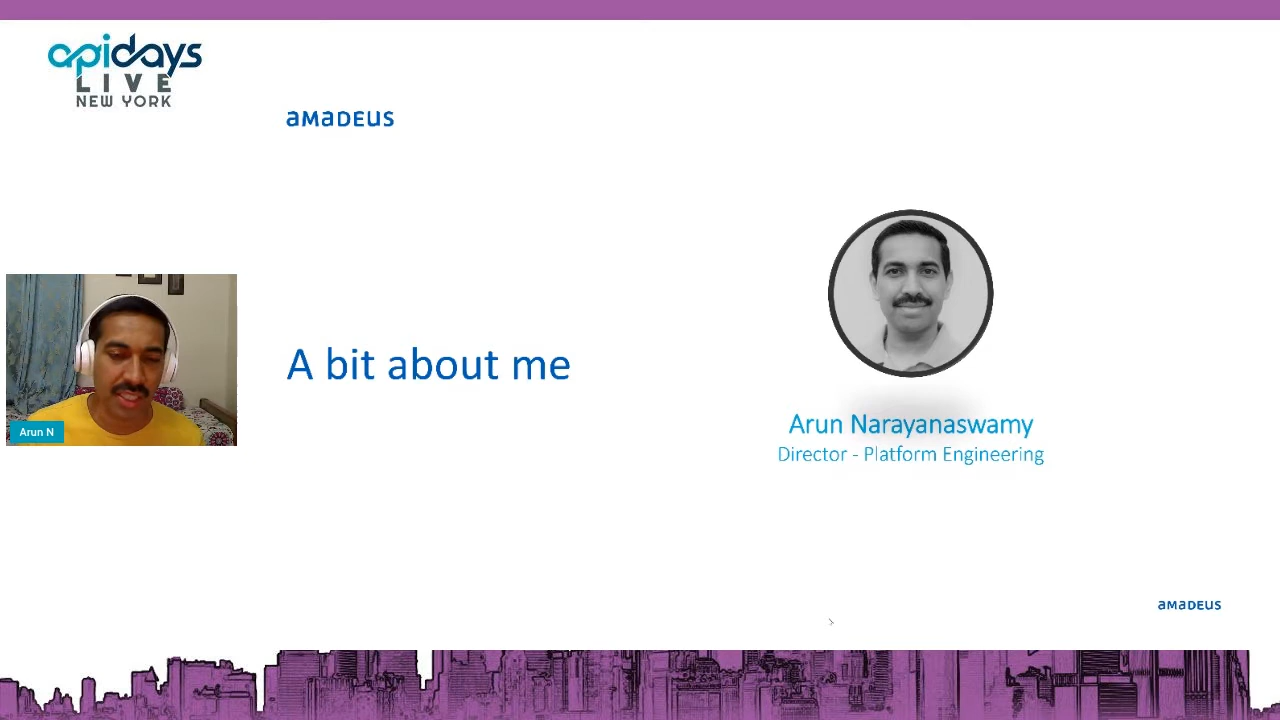 apidays
LIVE
NEW YORK
amadeus
A bit about me
Arun N
Arun Narayanaswamy
Director - Platform Engineering
amadeus